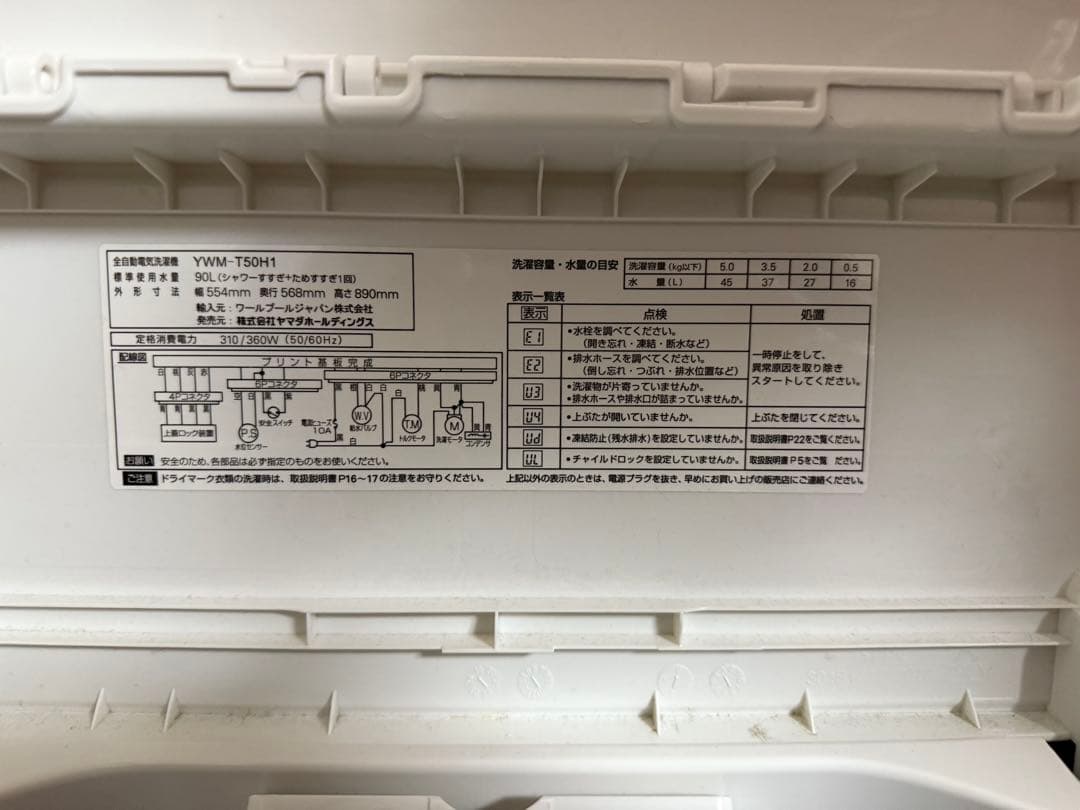 全自動電気洗濯機 YWM-T50H1
標準使用水量 90L(シャワーすすぎ+ためすすぎ1回)
外形寸法 幅554mm 奥行568mm 高さ890mm
輸入元:ワールプールジャパン株式会社
発売元:株式会社ヤマダホールディングス
定格消費電力 310/360W(50/60Hz)
配線図
プリント基板完成
白 桃 灰 赤
4Pコネクタ
青 黒 黒 黒
上蓋ロック装置
6Pコネクタ
空 白 黒 紫
安全スイッチ
P.S
水位センサー
6Pコネクタ
黒 橙 白 白 桃 黄 青
電流ヒューズ
10A
黒
白
W.V
給水バルブ
T.M
トルクモータ
M
洗濯モータ
黄 青
コンデンサ
お願い 安全のため、各部品は必ず指定のものをお使いください。
ご注意 ドライマーク衣類の洗濯時は、取扱説明書P16〜17の注意をお守りください。
洗濯容量・水量の目安
洗濯容量(kg以下) 5.0 3.5 2.0 0.5
水量(L) 45 37 27 16
表示一覧表
表示 点検 処置
E1 •水栓を調べてください。
(開き忘れ・凍結・断水など)
E2 •排水ホースを調べてください。
(倒し忘れ・つぶれ・排水位置など)
U3 •洗濯物が片寄っていませんか。
•排水ホースや排水口が詰まっていませんか。
一時停止をして、
異常原因を取り除き
スタートしてください。
U4 •上ぶたが開いていませんか。 上ぶたを閉じてください。
Ud •凍結防止(残水排水)を設定していませんか。 取扱説明書P22をご覧ください。
UL •チャイルドロックを設定していませんか。 取扱説明書P5をご覧ください。
上記以外の表示のときは、電源プラグを抜き、早めにお買い上げの販売店にご連絡ください。